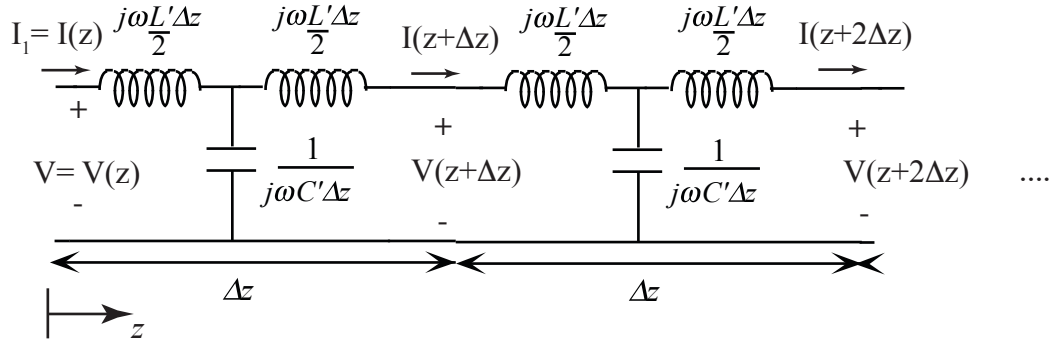 jωL'Δz/2 jωL'Δz/2 jωL'Δz/2 jωL'Δz/2
I₁= I(z) I(z+Δz) I(z+2Δz)
+ + +
V= V(z) 1/jωC'Δz V(z+Δz) 1/jωC'Δz V(z+2Δz) ....
- - -
Δz Δz
z